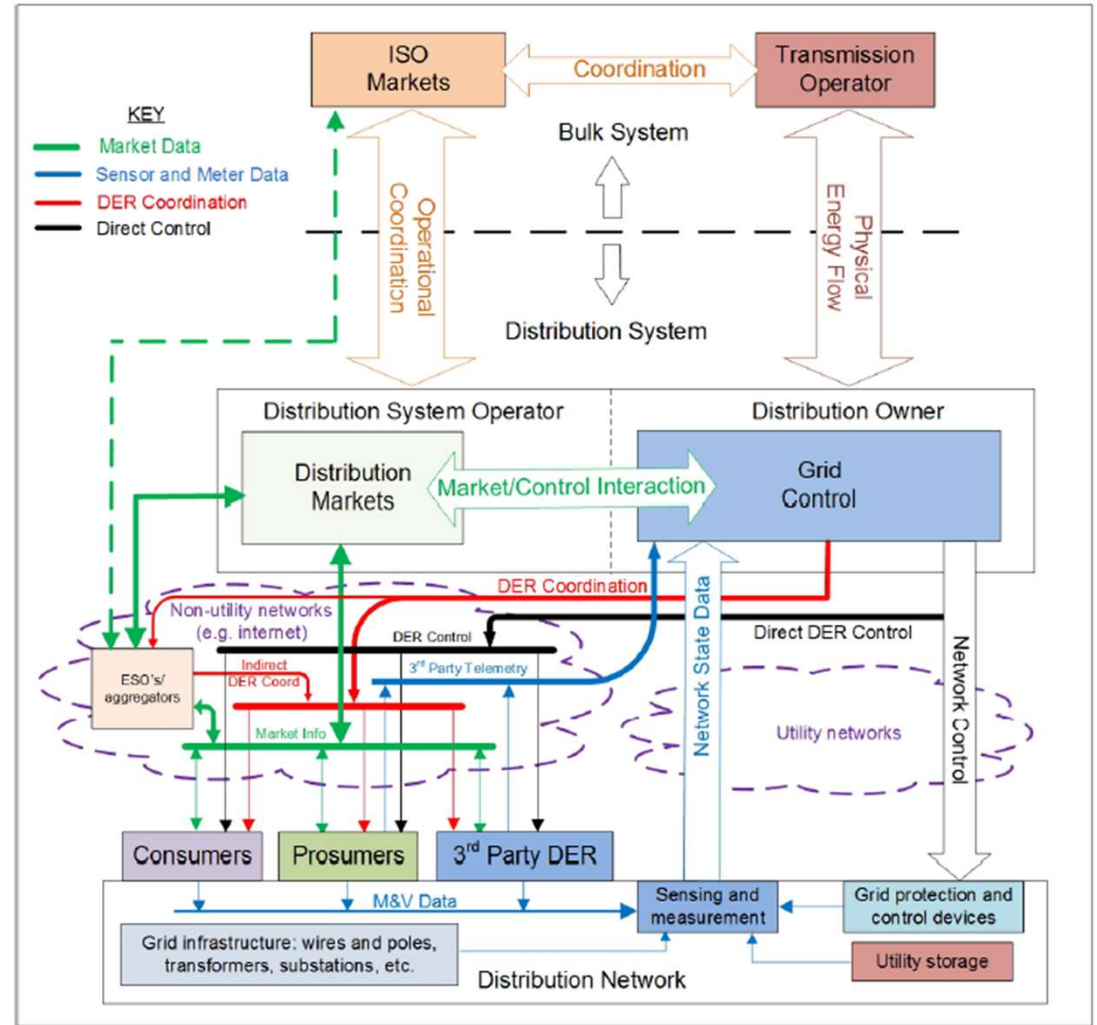 ISO
Markets
Coordination
Transmission
Operator
KEY
Market Data
Sensor and Meter Data
DER Coordination
Direct Control
Bulk System
Operational
Coordination
Physical
Energy Flow
Distribution System
Distribution System Operator
Distribution Owner
Distribution
Markets
Market/Control Interaction
Grid
Control
DER Coordination
Non-utility networks
(e.g. internet)
DER Control
Direct DER Control
3rd Party Telemetry
Indirect
DER Coord
ESO's/
aggregators
Market Info
Network State Data
Utility networks
Network Control
Consumers
Prosumers
3rd Party DER
M&V Data
Sensing and
measurement
Grid protection and
control devices
Grid infrastructure: wires and poles,
transformers, substations, etc.
Utility storage
Distribution Network